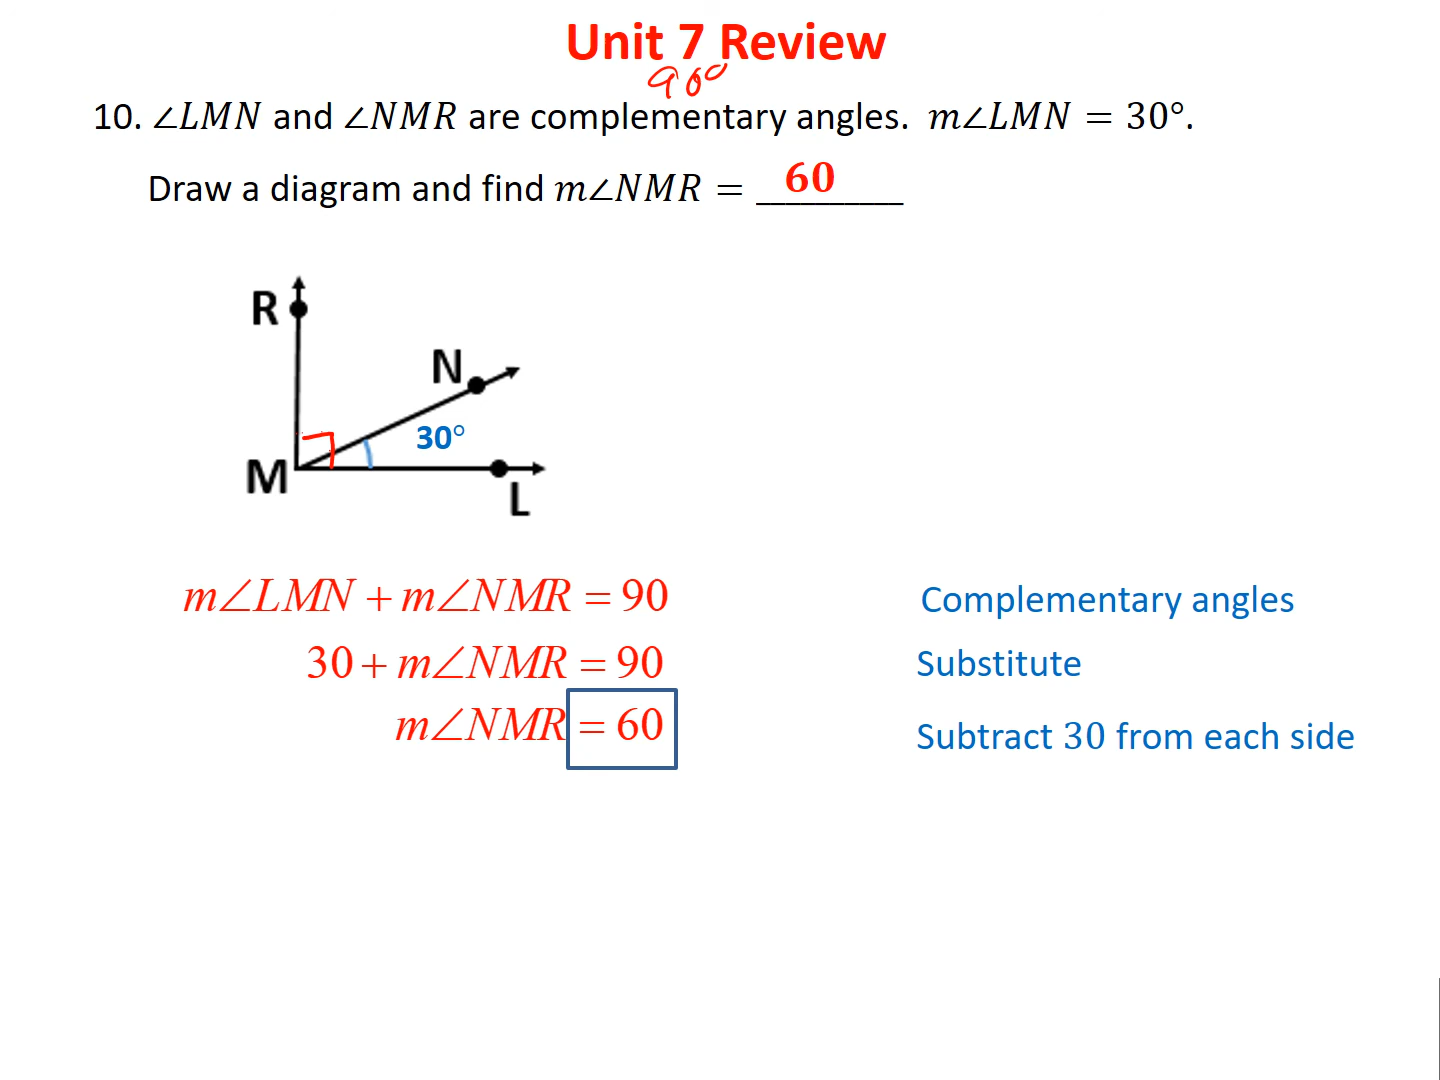 Unit 7 Review
90°
10. ∠LMN and ∠NMR are complementary angles. m∠LMN = 30°.
Draw a diagram and find m∠NMR = __________
60
R
N
30°
M
L
m∠LMN + m∠NMR = 90
Complementary angles
30 + m∠NMR = 90
Substitute
m∠NMR = 60
Subtract 30 from each side